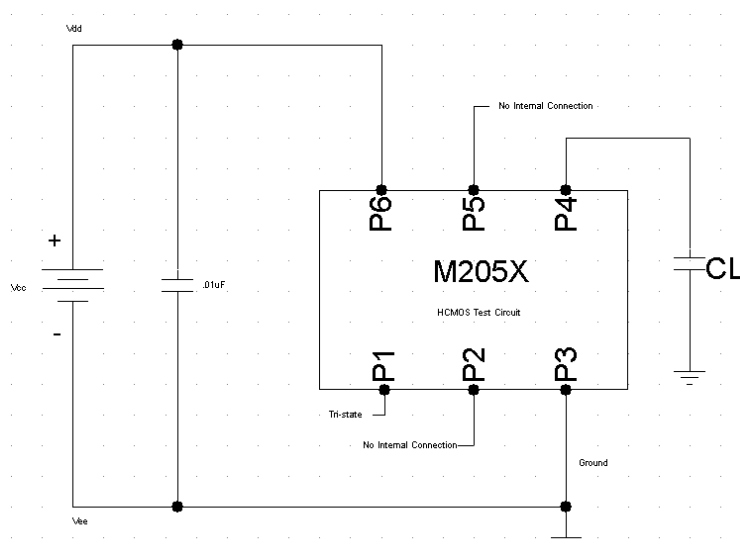 Vdd
No Internal Connection
P6
P5
P4
+
M205X
CL
Vcc
.01uF
HCMOS Test Circuit
-
P1
P2
P3
Tri-state
No Internal Connection
Ground
Vee